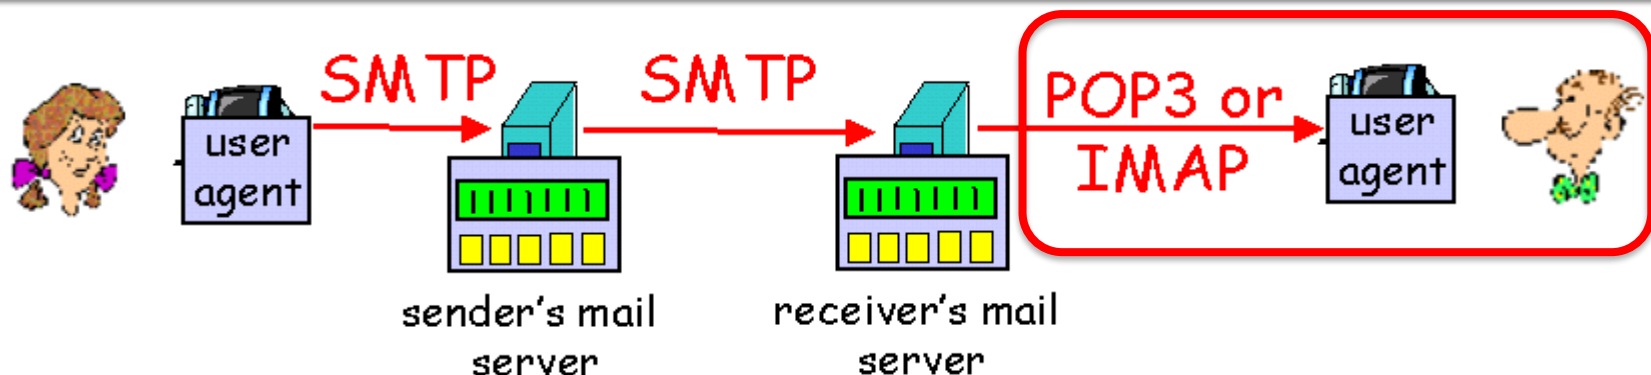 SMTP
SMTP
POP3 or
IMAP
user
agent
user
agent
sender's mail
server
receiver's mail
server